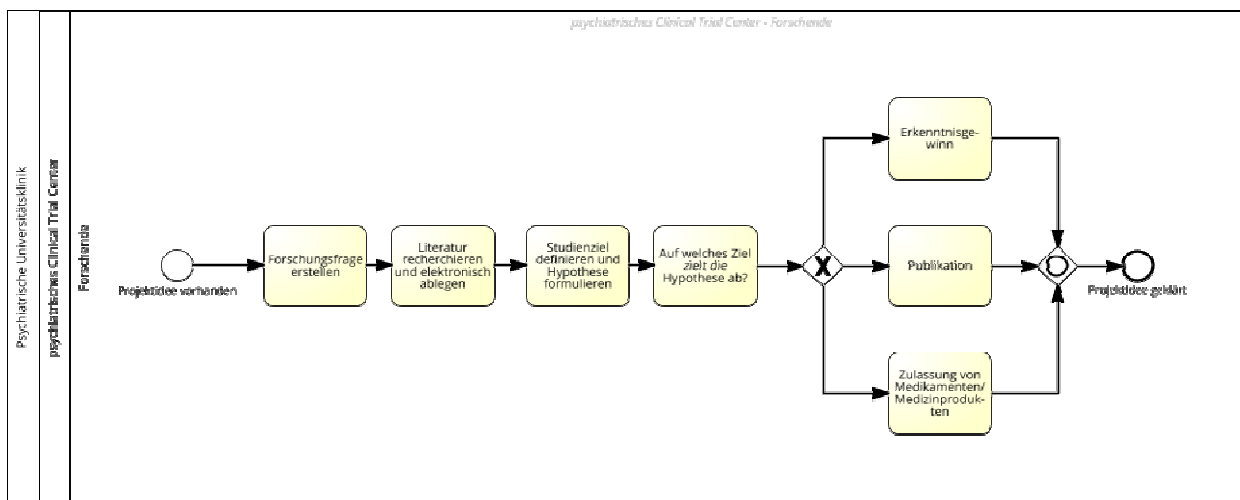 psychiatrisches Clinical Trial Center - Forschende
Psychiatrische Universitätsklinik
psychiatrisches Clinical Trial Center
Forschende
Projektidee vorhanden
Forschungsfrage
erstellen
Literatur
recherchieren
und elektronisch
ablegen
Studienziel
definieren und
Hypothese
formulieren
Auf welches Ziel
zielt die
Hypothese ab?
X
Erkenntnisge-
winn
Publikation
Zulassung von
Medikamenten/
Medizinproduk-
ten
Projektidee geklärt